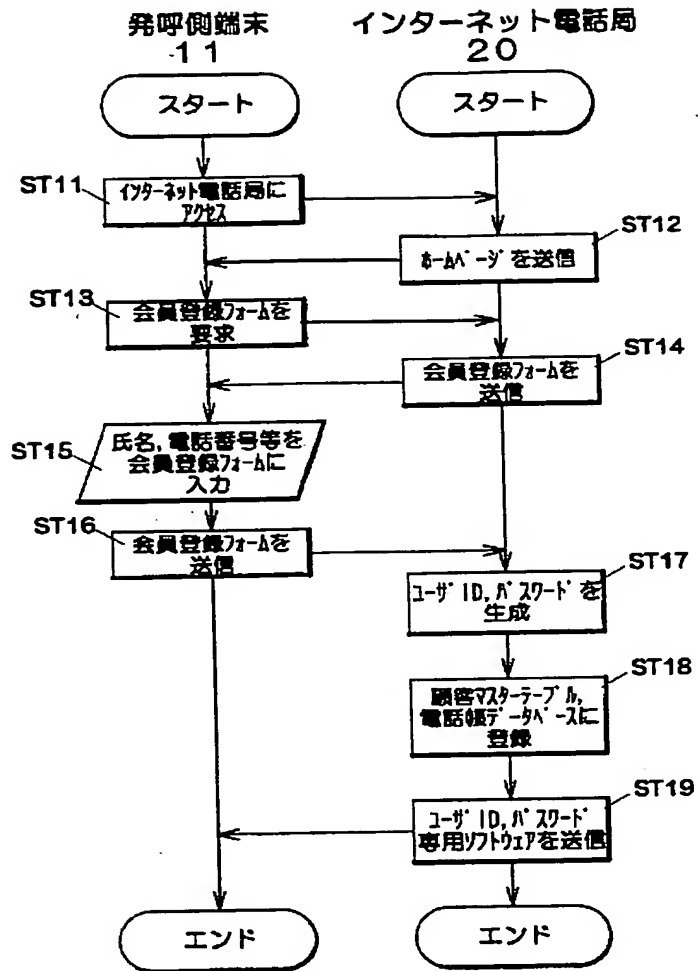 発呼側端末
11
インターネット電話局
20
スタート
スタート
ST11
インターネット電話局に
アクセス
ST12
ホームページを送信
ST13
会員登録フォームを
要求
ST14
会員登録フォームを
送信
ST15
氏名,電話番号等を
会員登録フォームに
入力
ST16
会員登録フォームを
送信
ST17
ユーザID,パスワードを
生成
ST18
顧客マスターテーブル,
電話帳データベースに
登録
ST19
ユーザID,パスワード
専用ソフトウェアを送信
エンド
エンド